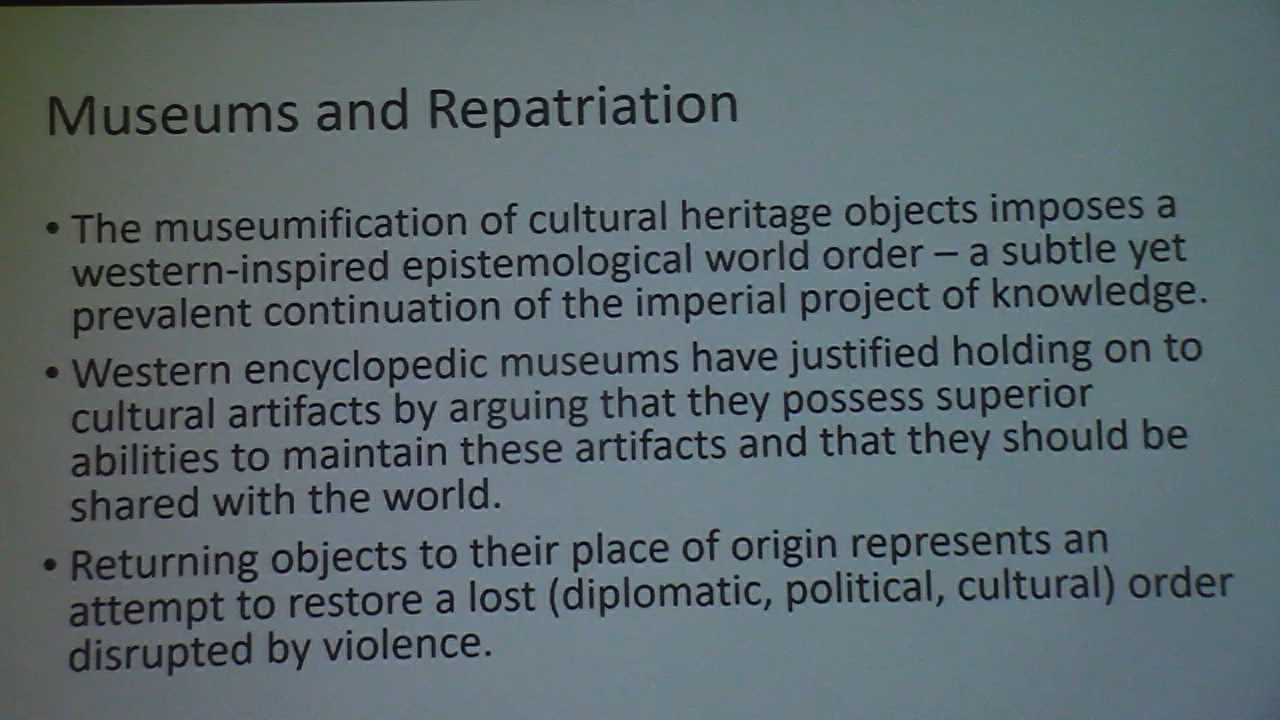 Museums and Repatriation
• The museumification of cultural heritage objects imposes a
western-inspired epistemological world order – a subtle yet
prevalent continuation of the imperial project of knowledge.
• Western encyclopedic museums have justified holding on to
cultural artifacts by arguing that they possess superior
abilities to maintain these artifacts and that they should be
shared with the world.
• Returning objects to their place of origin represents an
attempt to restore a lost (diplomatic, political, cultural) order
disrupted by violence.